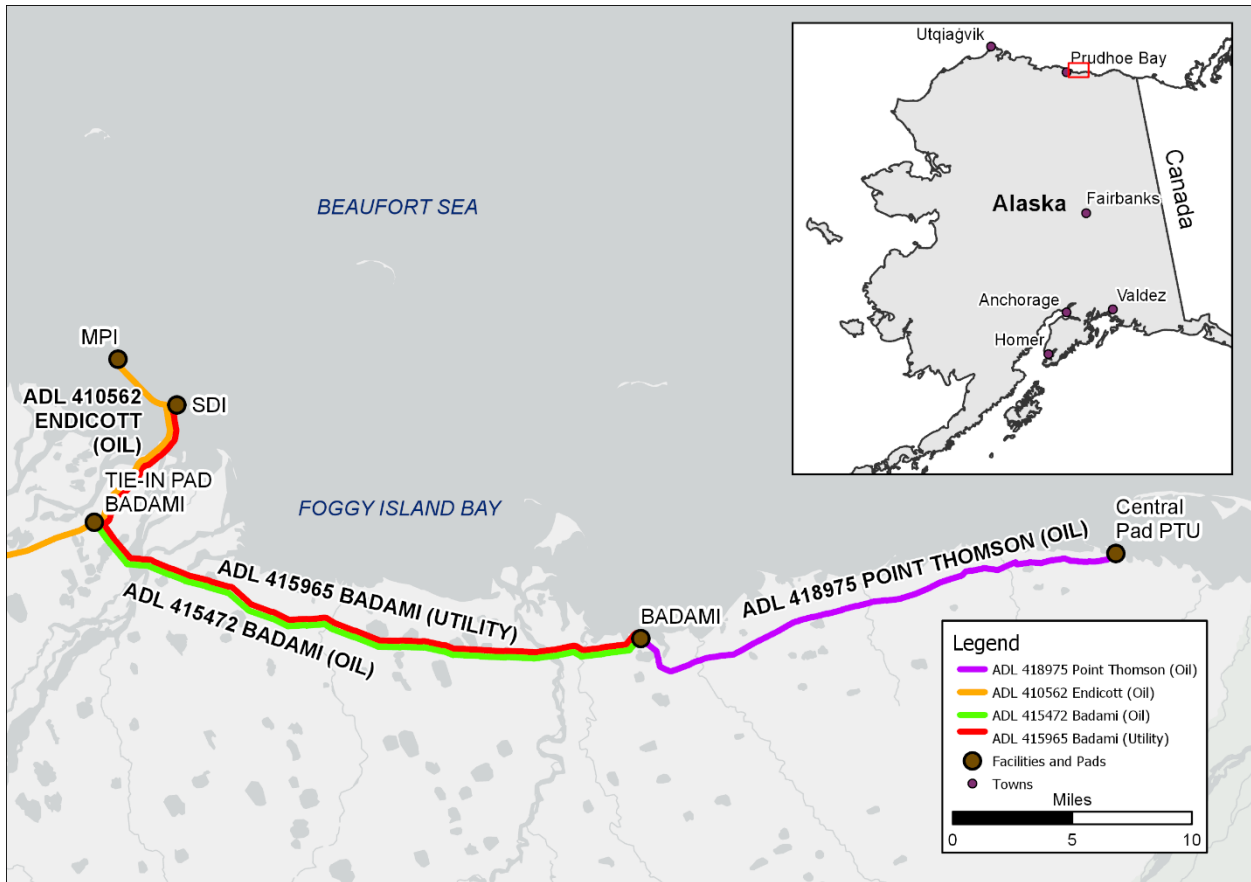 Utqiaġvik
Prudhoe Bay
Canada
Alaska
Fairbanks
Anchorage
Valdez
Homer
BEAUFORT SEA
MPI
SDI
ADL 410562
ENDICOTT
(OIL)
TIE-IN PAD
BADAMI
FOGGY ISLAND BAY
ADL 415965 BADAMI (UTILITY)
ADL 415472 BADAMI (OIL)
BADAMI
ADL 418975 POINT THOMSON (OIL)
Central
Pad PTU
Legend
ADL 418975 Point Thomson (Oil)
ADL 410562 Endicott (Oil)
ADL 415472 Badami (Oil)
ADL 415965 Badami (Utility)
Facilities and Pads
Towns
Miles
0 5 10